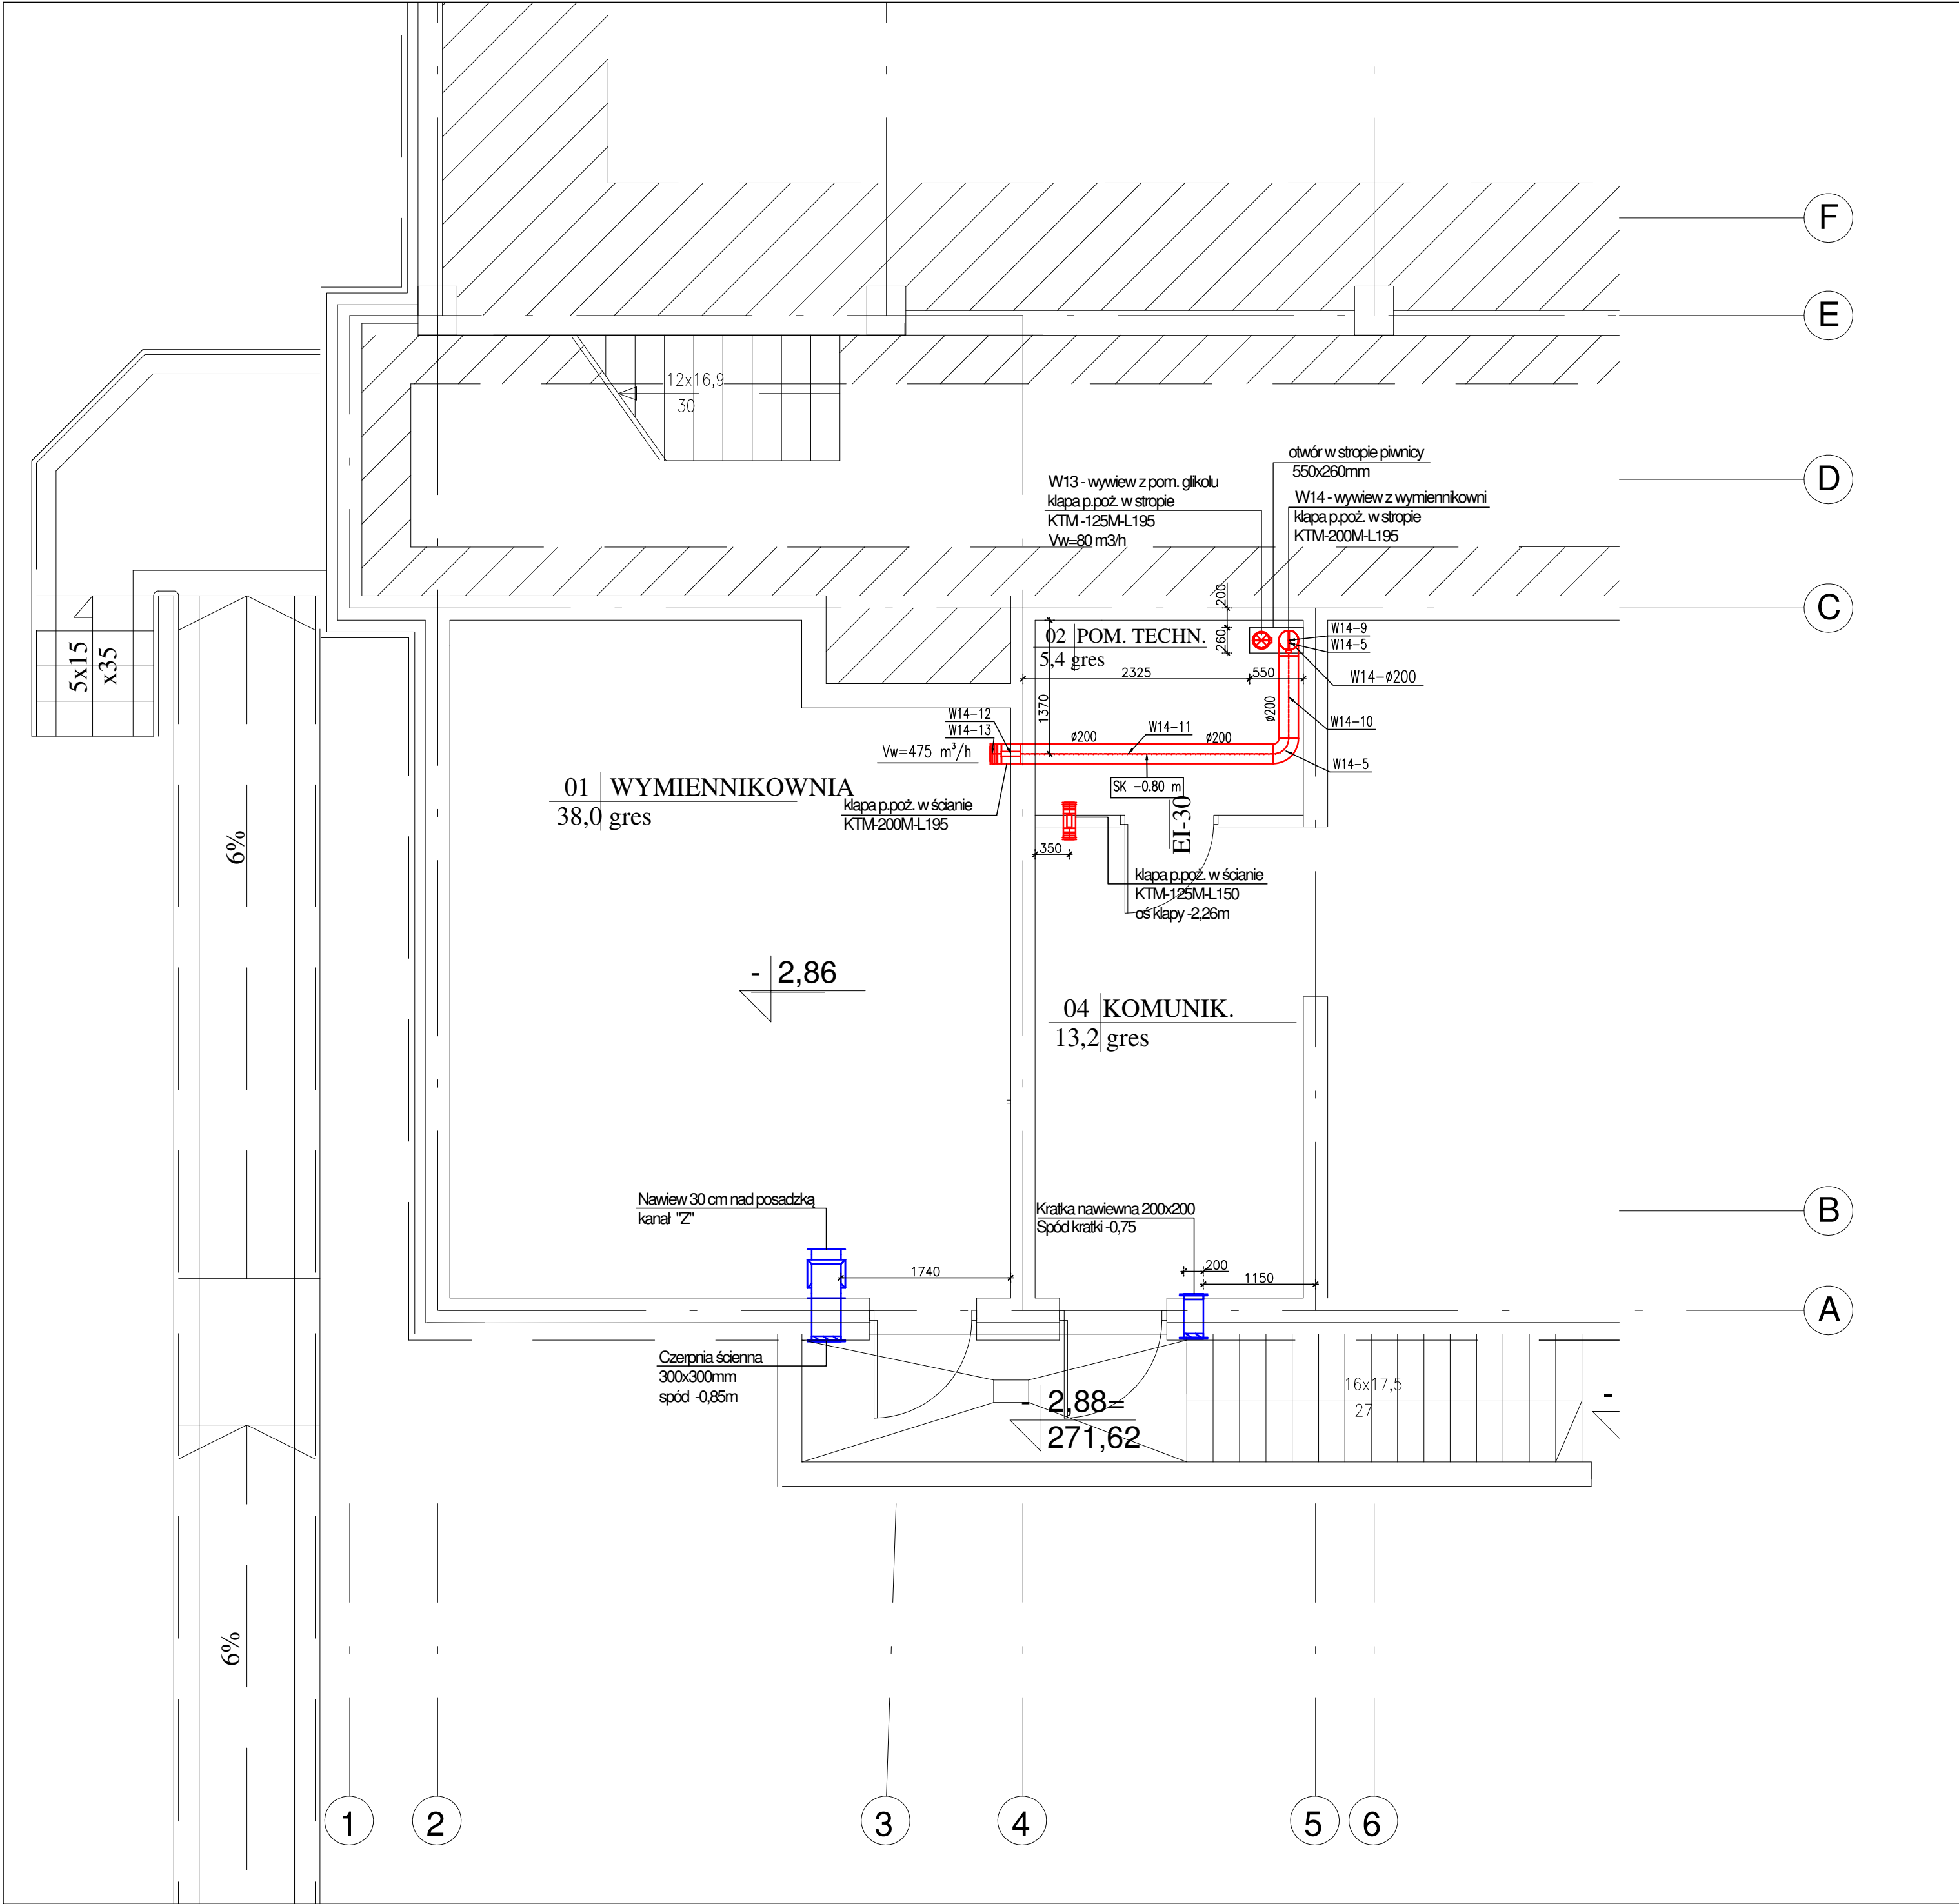 F
E
12x16,9
30
otwór w stropie piwnicy
550x260mm
D
W13 - wywiew z pom. glikolu
klapa p.poż. w stropie
KTM -125M-L195
Vw=80 m3/h
W14 - wywiew z wymiennikowni
klapa p.poż. w stropie
KTM-200M-L195
200
C
5x15
x35
02 POM. TECHN.
5,4 gres
260
W14-9
W14-5
2325
550
W14-ø200
1370
ø200
W14-12
W14-13
W14-11
W14-10
ø200
ø200
Vw=475 m³/h
W14-5
SK -0.80 m
01 WYMIENNIKOWNIA
38,0 gres
klapa p.poż. w ścianie
KTM-200M-L195
EI-30
6%
350
klapa p.poż. w ścianie
KTM-125M-L150
oś klapy -2,26m
- 2,86
04 KOMUNIK.
13,2 gres
Nawiew 30 cm nad posadzką
kanał "Z"
Kratka nawiewna 200x200
Spód kratki -0,75
B
1740
200
1150
A
Czerpnia ścienna
300x300mm
spód -0,85m
16x17,5
27
- 2,88=
271,62
-
6%
1
2
3
4
5
6